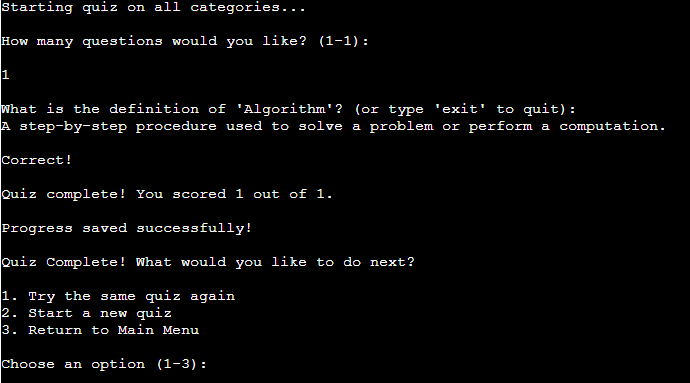 Starting quiz on all categories...
How many questions would you like? (1-1):
1
What is the definition of 'Algorithm'? (or type 'exit' to quit):
A step-by-step procedure used to solve a problem or perform a computation.
Correct!
Quiz complete! You scored 1 out of 1.
Progress saved successfully!
Quiz Complete! What would you like to do next?
1. Try the same quiz again
2. Start a new quiz
3. Return to Main Menu
Choose an option (1-3):